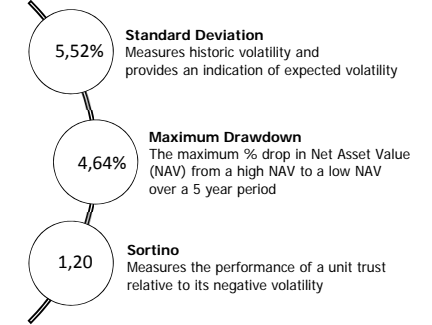 5,52%
Standard Deviation
Measures historic volatility and
provides an indication of expected volatility
4,64%
Maximum Drawdown
The maximum % drop in Net Asset Value
(NAV) from a high NAV to a low NAV
over a 5 year period
1,20
Sortino
Measures the performance of a unit trust
relative to its negative volatility